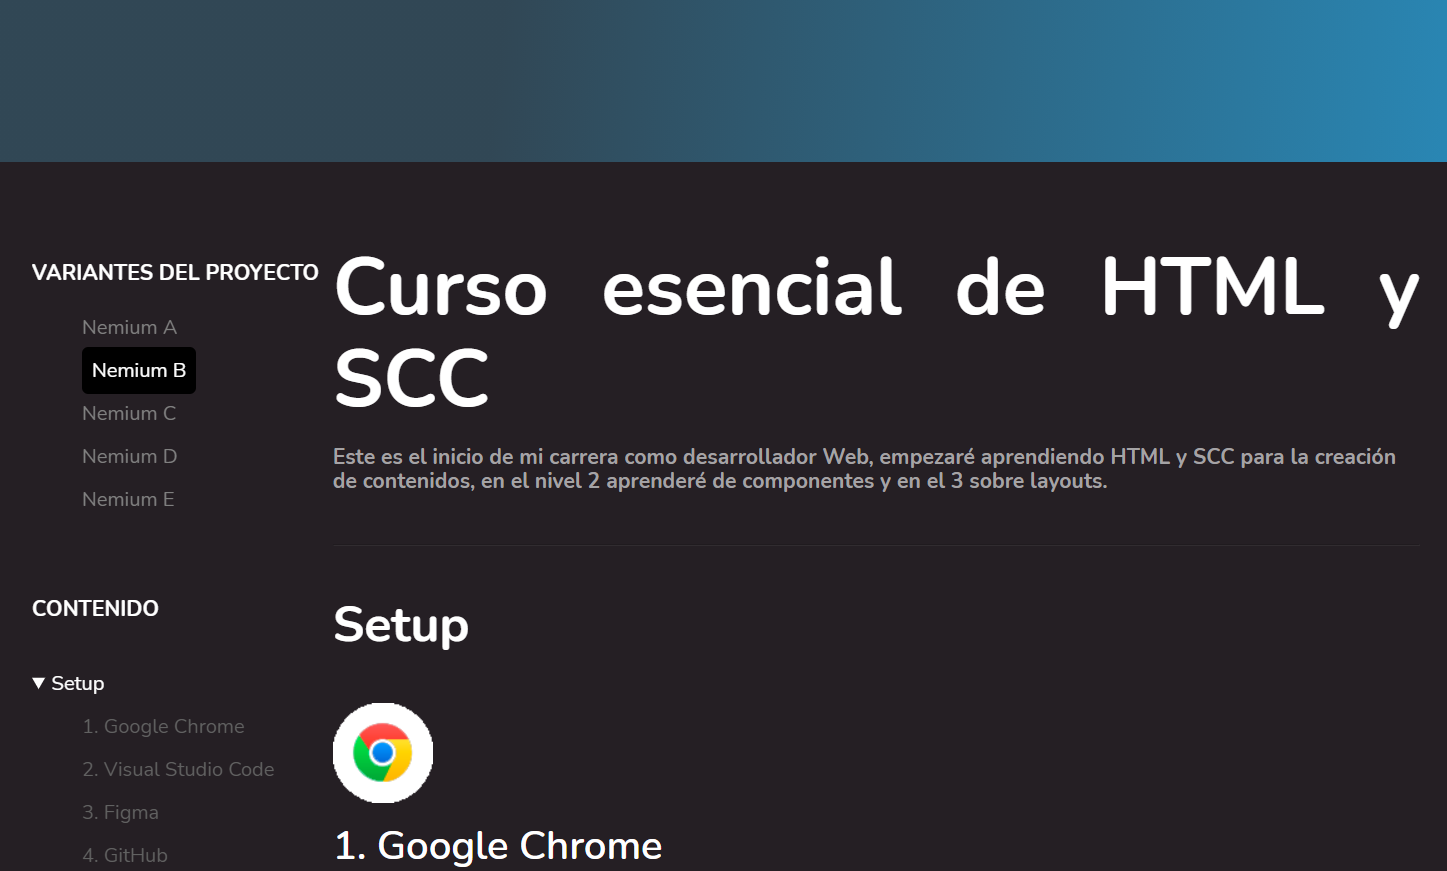 VARIANTES DEL PROYECTO
Nemium A
Nemium B
Nemium C
Nemium D
Nemium E
CONTENIDO
▼ Setup
1. Google Chrome
2. Visual Studio Code
3. Figma
4. GitHub
Curso esencial de HTML y
SCC
Este es el inicio de mi carrera como desarrollador Web, empezaré aprendiendo HTML y SCC para la creación
de contenidos, en el nivel 2 aprenderé de componentes y en el 3 sobre layouts.
Setup
1. Google Chrome